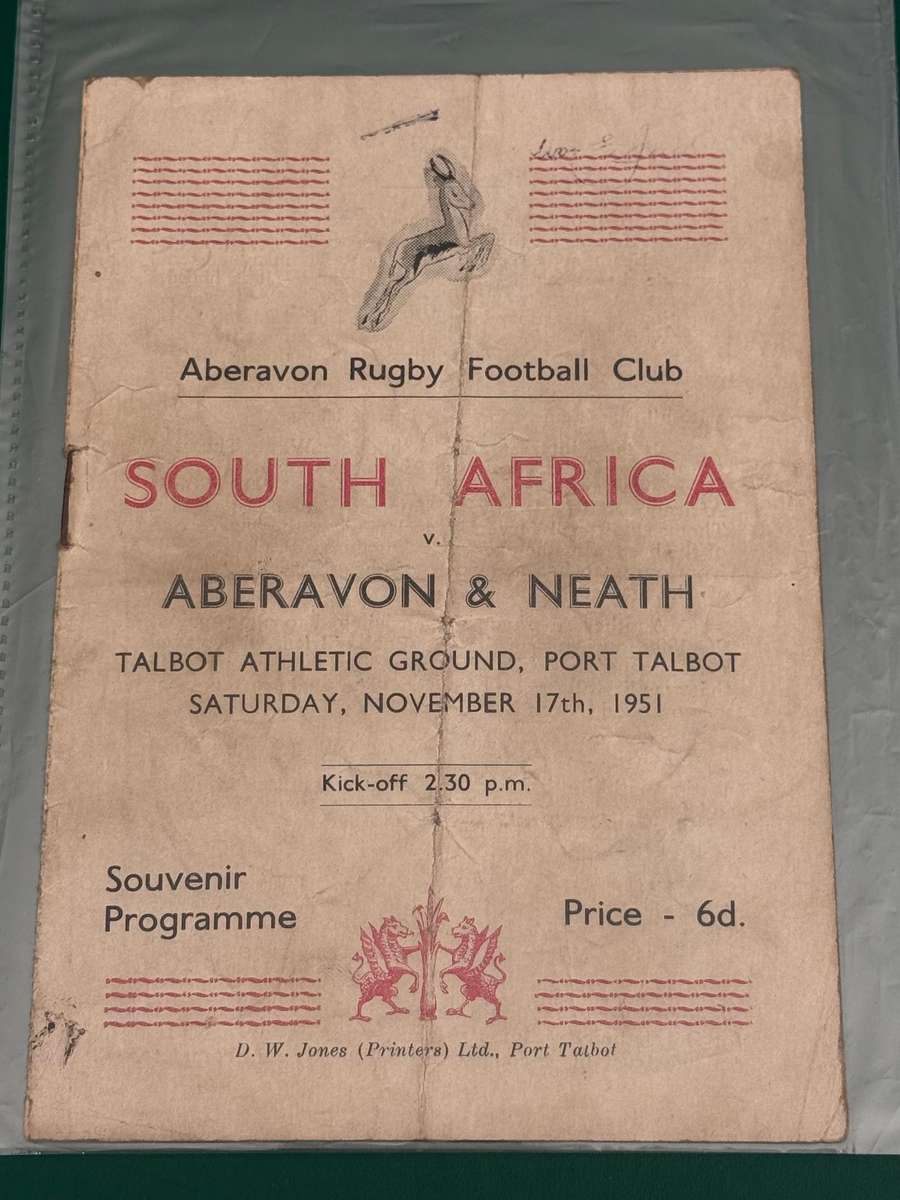 Aberavon Rugby Football Club
SOUTH AFRICA
v.
ABERAVON & NEATH
TALBOT ATHLETIC GROUND, PORT TALBOT
SATURDAY, NOVEMBER 17th, 1951
Kick-off 2.30 p.m.
Souvenir
Programme
Price - 6d.
D. W. Jones (Printers) Ltd., Port Talbot